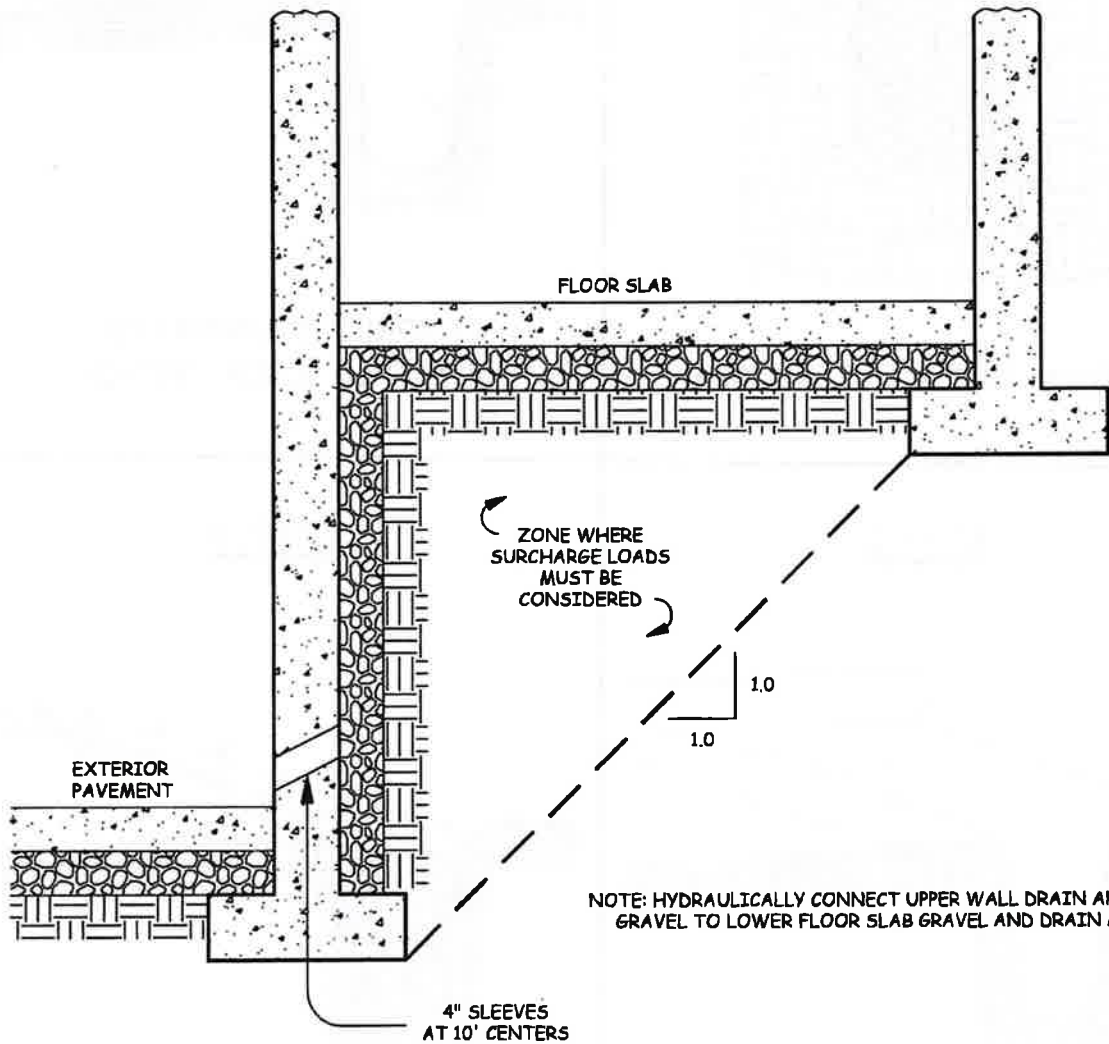 FLOOR SLAB
ZONE WHERE
SURCHARGE LOADS
MUST BE
CONSIDERED
1.0
1.0
EXTERIOR
PAVEMENT
NOTE: HYDRAULICALLY CONNECT UPPER WALL DRAIN
GRAVEL TO LOWER FLOOR SLAB GRAVEL AND DRAIN
4" SLEEVES
AT 10' CENTERS